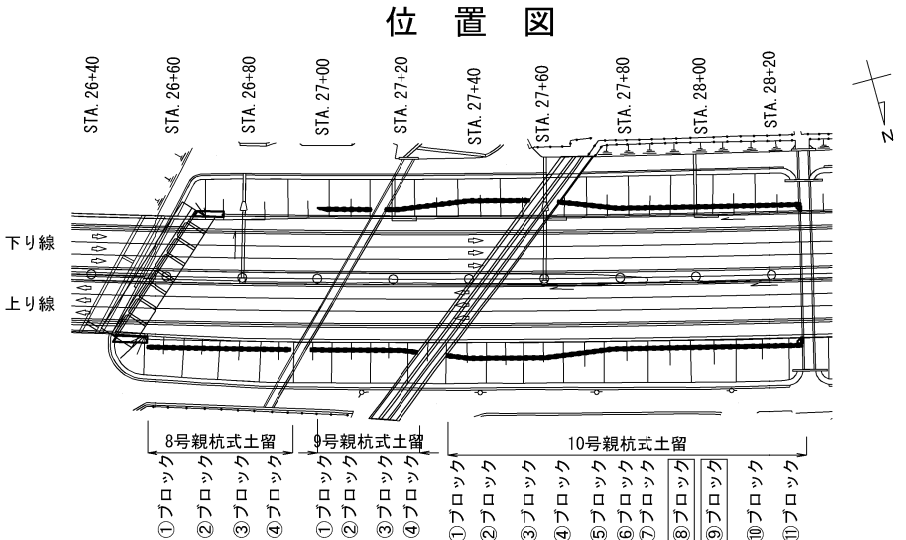 位置図
STA. 26+40
STA. 26+60
STA. 26+80
STA. 27+00
STA. 27+20
STA. 27+40
STA. 27+60
STA. 27+80
STA. 28+00
STA. 28+20
N
下り線
上り線
8号親杭式土留
9号親杭式土留
10号親杭式土留
①ブロック
②ブロック
③ブロック
④ブロック
①ブロック
②ブロック
③ブロック
④ブロック
①ブロック
②ブロック
③ブロック
④ブロック
⑤ブロック
⑥ブロック
⑦ブロック
⑧ブロック
⑨ブロック
⑩ブロック
⑪ブロック